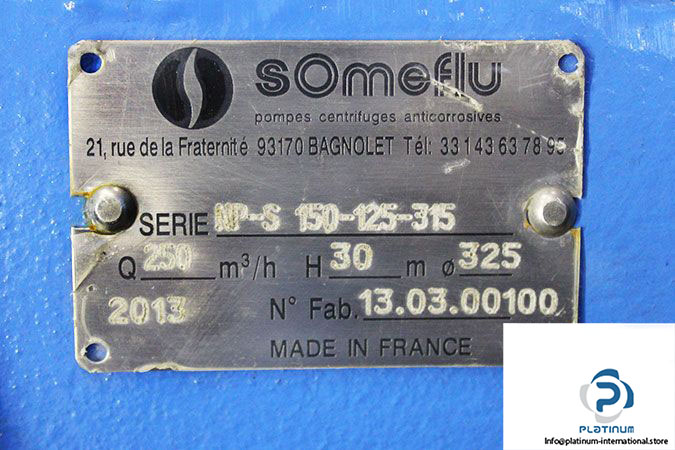 sOmeflu
pompes centrifuges anticorrosives
21, rue de la Fraternité 93170 BAGNOLET Tél: 33 1 43 63 78 95
SERIE NP-S 150-125-315
Q 250 m³/h H 30 m ø 325
2013 N° Fab. 13.03.00100
MADE IN FRANCE
PLATINUM
Info@platinum-international.store